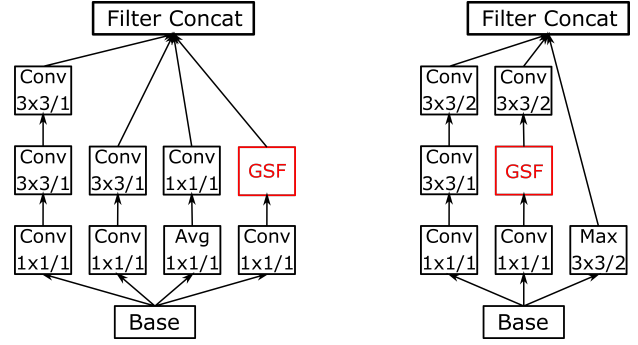 Filter Concat
Filter Concat
Conv
3x3/1
Conv
3x3/2
Conv
3x3/2
Conv
3x3/1
Conv
3x3/1
Conv
1x1/1
GSF
Conv
3x3/1
GSF
Conv
1x1/1
Conv
1x1/1
Avg
1x1/1
Conv
1x1/1
Conv
1x1/1
Conv
1x1/1
Max
3x3/2
Base
Base